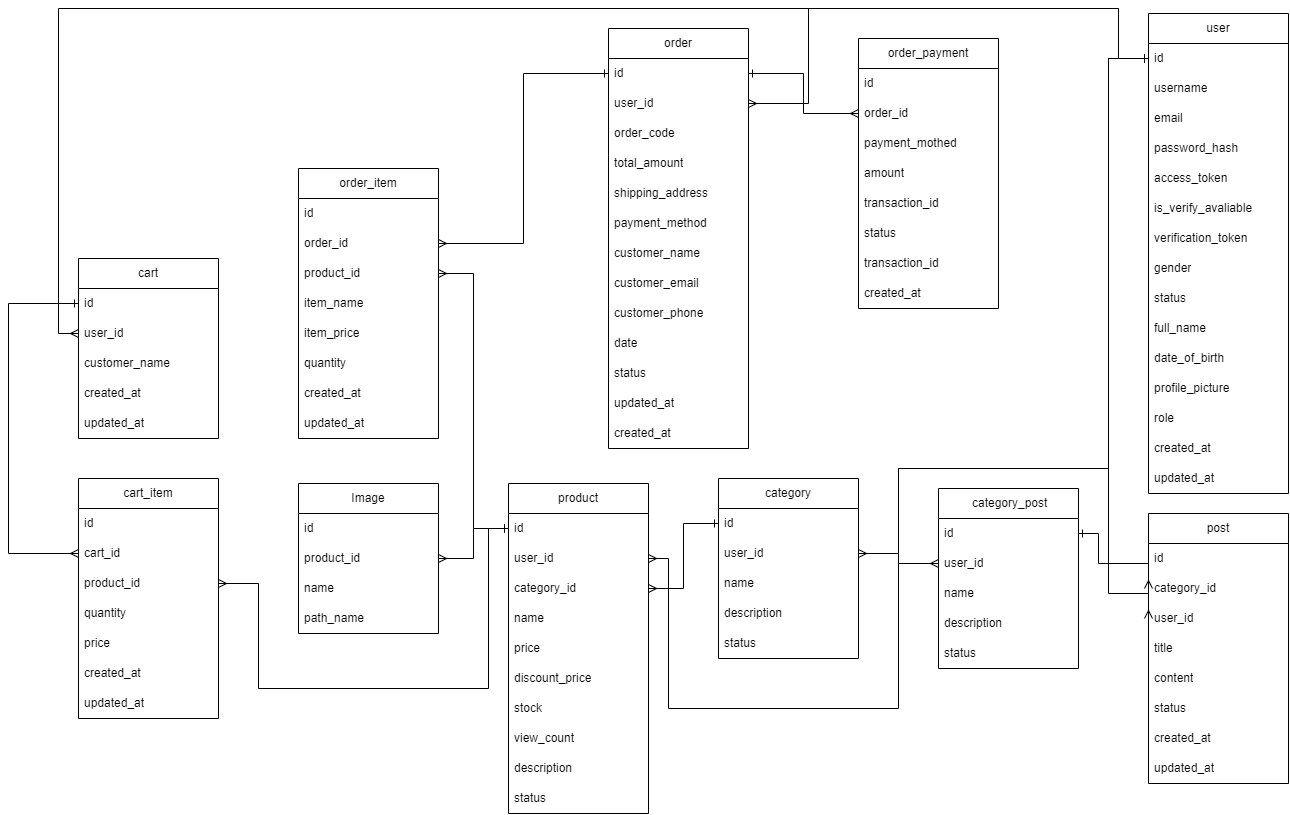 user
id
username
email
password_hash
access_token
is_verify_avaliable
verification_token
gender
status
full_name
date_of_birth
profile_picture
role
created_at
updated_at
order
id
user_id
order_code
total_amount
shipping_address
payment_method
customer_name
customer_email
customer_phone
date
status
updated_at
created_at
order_payment
id
order_id
payment_mothed
amount
transaction_id
status
transaction_id
created_at
order_item
id
order_id
product_id
item_name
item_price
quantity
created_at
updated_at
cart
id
user_id
customer_name
created_at
updated_at
cart_item
id
cart_id
product_id
quantity
price
created_at
updated_at
Image
id
product_id
name
path_name
product
id
user_id
category_id
name
price
discount_price
stock
view_count
description
status
category
id
user_id
name
description
status
category_post
id
user_id
name
description
status
post
id
category_id
user_id
title
content
status
created_at
updated_at